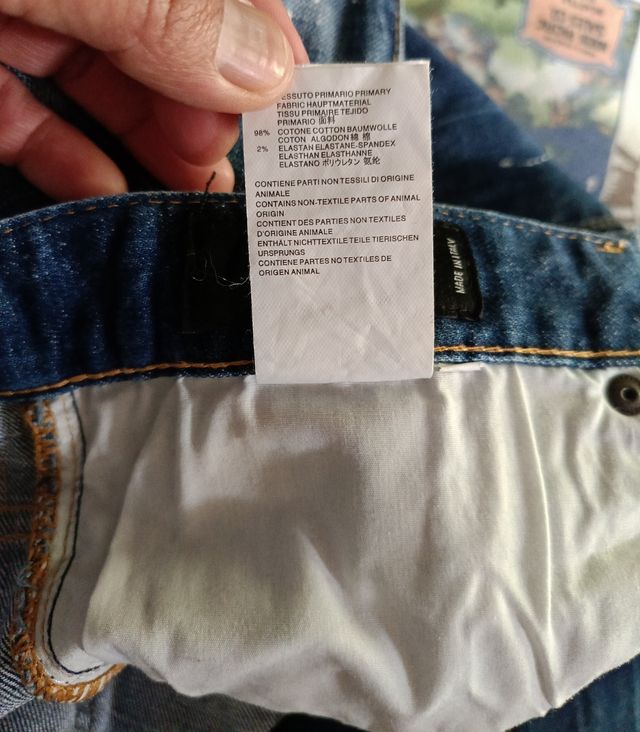 TESSUTO PRIMARIO PRIMARY
FABRIC HAUPTMATERIAL
TISSU PRIMAIRE TEJIDO
PRIMARIO 面料
98% COTONE COTTON BAUMWOLLE
COTON ALGODON 綿 棉
2% ELASTAN ELASTANE-SPANDEX
ELASTHAN ELASTHANNE
ELASTANO ポリウレタン 氨纶
CONTIENE PARTI NON TESSILI DI ORIGINE
ANIMALE
CONTAINS NON-TEXTILE PARTS OF ANIMAL
ORIGIN
CONTIENT DES PARTIES NON TEXTILES
D'ORIGINE ANIMALE
ENTHÄLT NICHTTEXTILE TEILE TIERISCHEN
URSPRUNGS
CONTIENE PARTES NO TEXTILES DE
ORIGEN ANIMAL
MADE IN ITALY